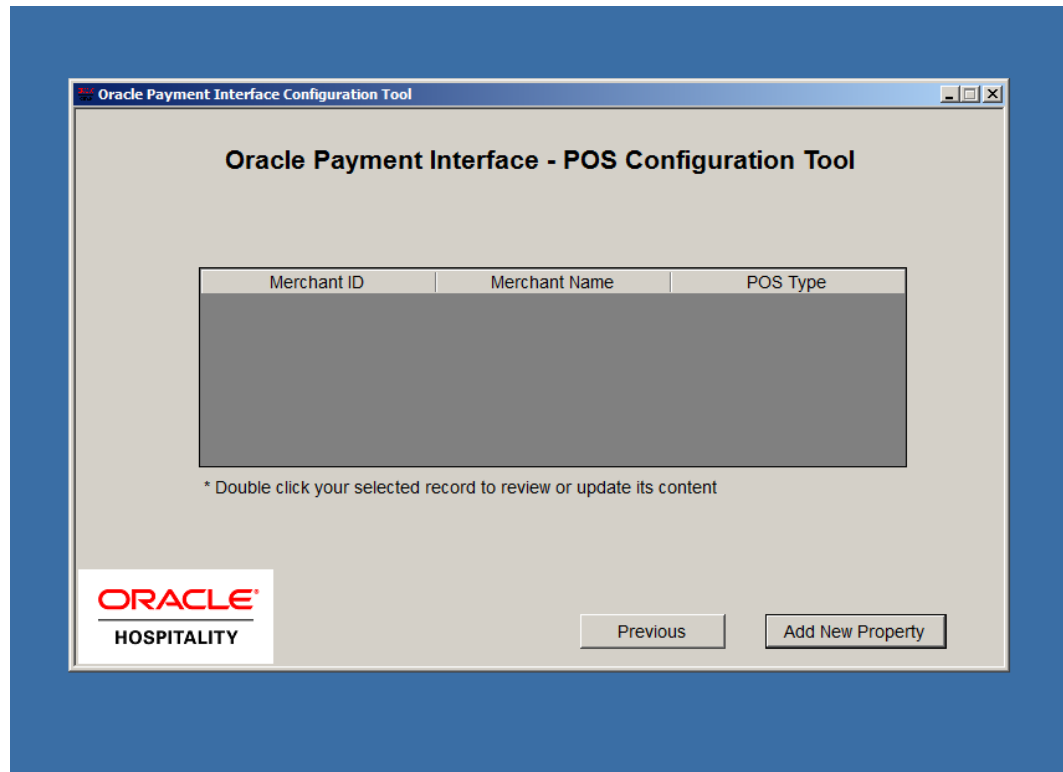 Oracle Payment Interface Configuration Tool
Oracle Payment Interface - POS Configuration Tool
Merchant ID Merchant Name POS Type
* Double click your selected record to review or update its content
ORACLE®
HOSPITALITY
Previous Add New Property